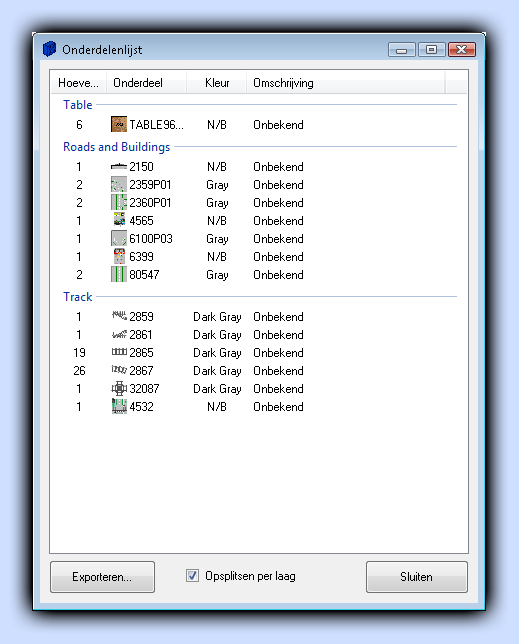 Onderdelenlijst
Hoeve... Onderdeel Kleur Omschrijving
Table
6 TABLE96... N/B Onbekend
Roads and Buildings
1 2150 N/B Onbekend
2 2359P01 Gray Onbekend
2 2360P01 Gray Onbekend
1 4565 N/B Onbekend
1 6100P03 Gray Onbekend
1 6399 N/B Onbekend
2 80547 Gray Onbekend
Track
1 2859 Dark Gray Onbekend
1 2861 Dark Gray Onbekend
19 2865 Dark Gray Onbekend
26 2867 Dark Gray Onbekend
1 32087 Dark Gray Onbekend
1 4532 N/B Onbekend
Exporteren... Opsplitsen per laag Sluiten